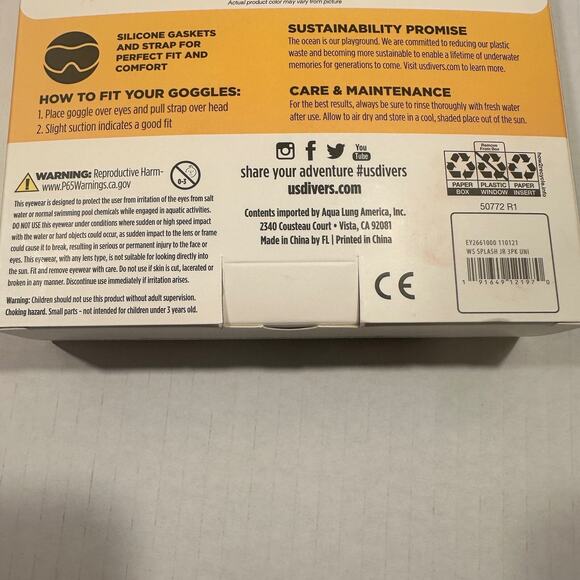 Actual product color may vary from picture
SILICONE GASKETS
AND STRAP FOR
PERFECT FIT AND
COMFORT
HOW TO FIT YOUR GOGGLES:
1. Place goggle over eyes and pull strap over head
2. Slight suction indicates a good fit
SUSTAINABILITY PROMISE
The ocean is our playground. We are committed to reducing our plastic
waste and becoming more sustainable to enable a lifetime of underwater
memories for generations to come. Visit usdivers.com to learn more.
CARE & MAINTENANCE
For the best results, always be sure to rinse thoroughly with fresh water
after use. Allow to air dry and store in a cool, shaded place out of the sun.
WARNING: Reproductive Harm-
www.P65Warnings.ca.gov
0-3
This eyewear is designed to protect the user from irritation of the eyes from salt
water or normal swimming pool chemicals while engaged in aquatic activities.
DO NOT USE this eyewear under conditions where sudden or high speed impact
with the water or hard objects could occur, as sudden impact to the lens or frame
could cause it to break, resulting in serious or permanent injury to the face or
eyes. This eyewear, with any lens type, is not suitable for looking directly into
the sun. Fit and remove eyewear with care. Do not use if skin is cut, lacerated or
broken in any manner. Discontinue use immediately if irritation arises.
Warning: Children should not use this product without adult supervision.
Choking hazard. Small parts - not intended for children under 3 years old.
You
Tube
share your adventure #usdivers
usdivers.com
Contents imported by Aqua Lung America, Inc.
2340 Cousteau Court • Vista, CA 92081
Made in China by FL | Printed in China
CE
Remove
From Box
PAPER PLASTIC PAPER
BOX WINDOW INSERT
how2recycle.info
50772 R1
EY2661000 110121
WS SPLASH JR 3PK UNI
1 91649 12197 0